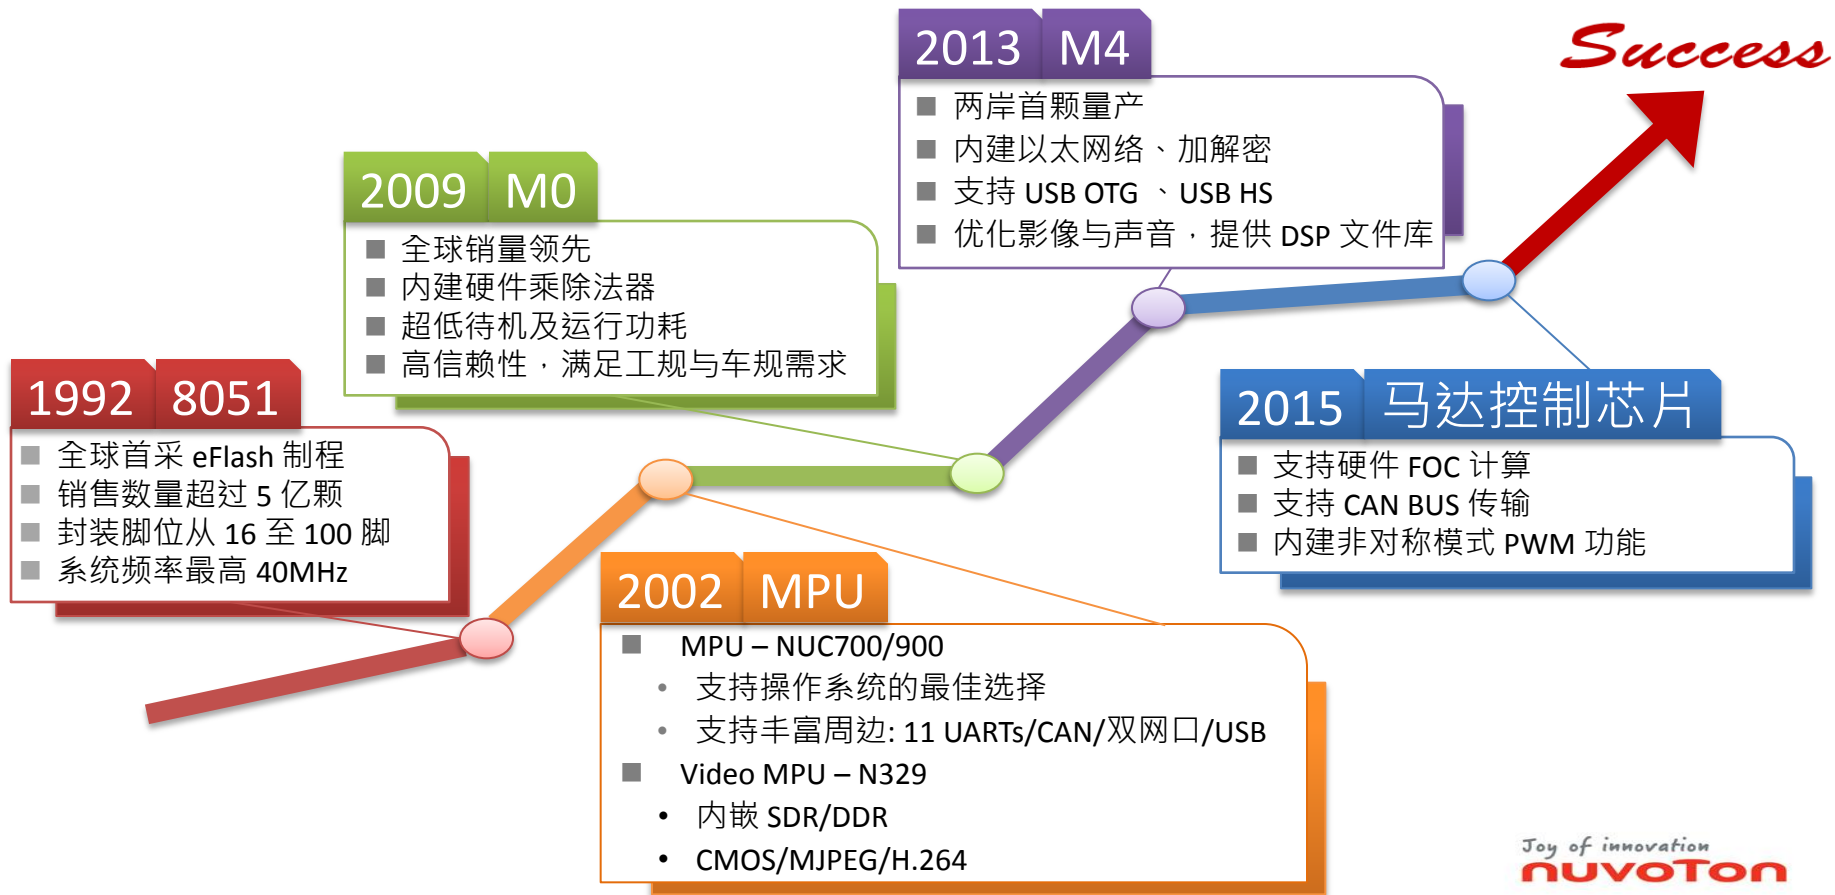 Success
1992 8051
全球首采 eFlash 制程
销售数量超过 5 亿颗
封装脚位从 16 至 100 脚
系统频率最高 40MHz
2002 MPU
MPU – NUC700/900
支持操作系统的最佳选择
支持丰富周边: 11 UARTs/CAN/双网口/USB
Video MPU – N329
内嵌 SDR/DDR
CMOS/MJPEG/H.264
2009 M0
全球销量领先
内建硬件乘除法器
超低待机及运行功耗
高信赖性，满足工规与车规需求
2013 M4
两岸首颗量产
内建以太网络、加解密
支持 USB OTG 、USB HS
优化影像与声音，提供 DSP 文件库
2015 马达控制芯片
支持硬件 FOC 计算
支持 CAN BUS 传输
内建非对称模式 PWM 功能
Joy of innovation
nuvoTon